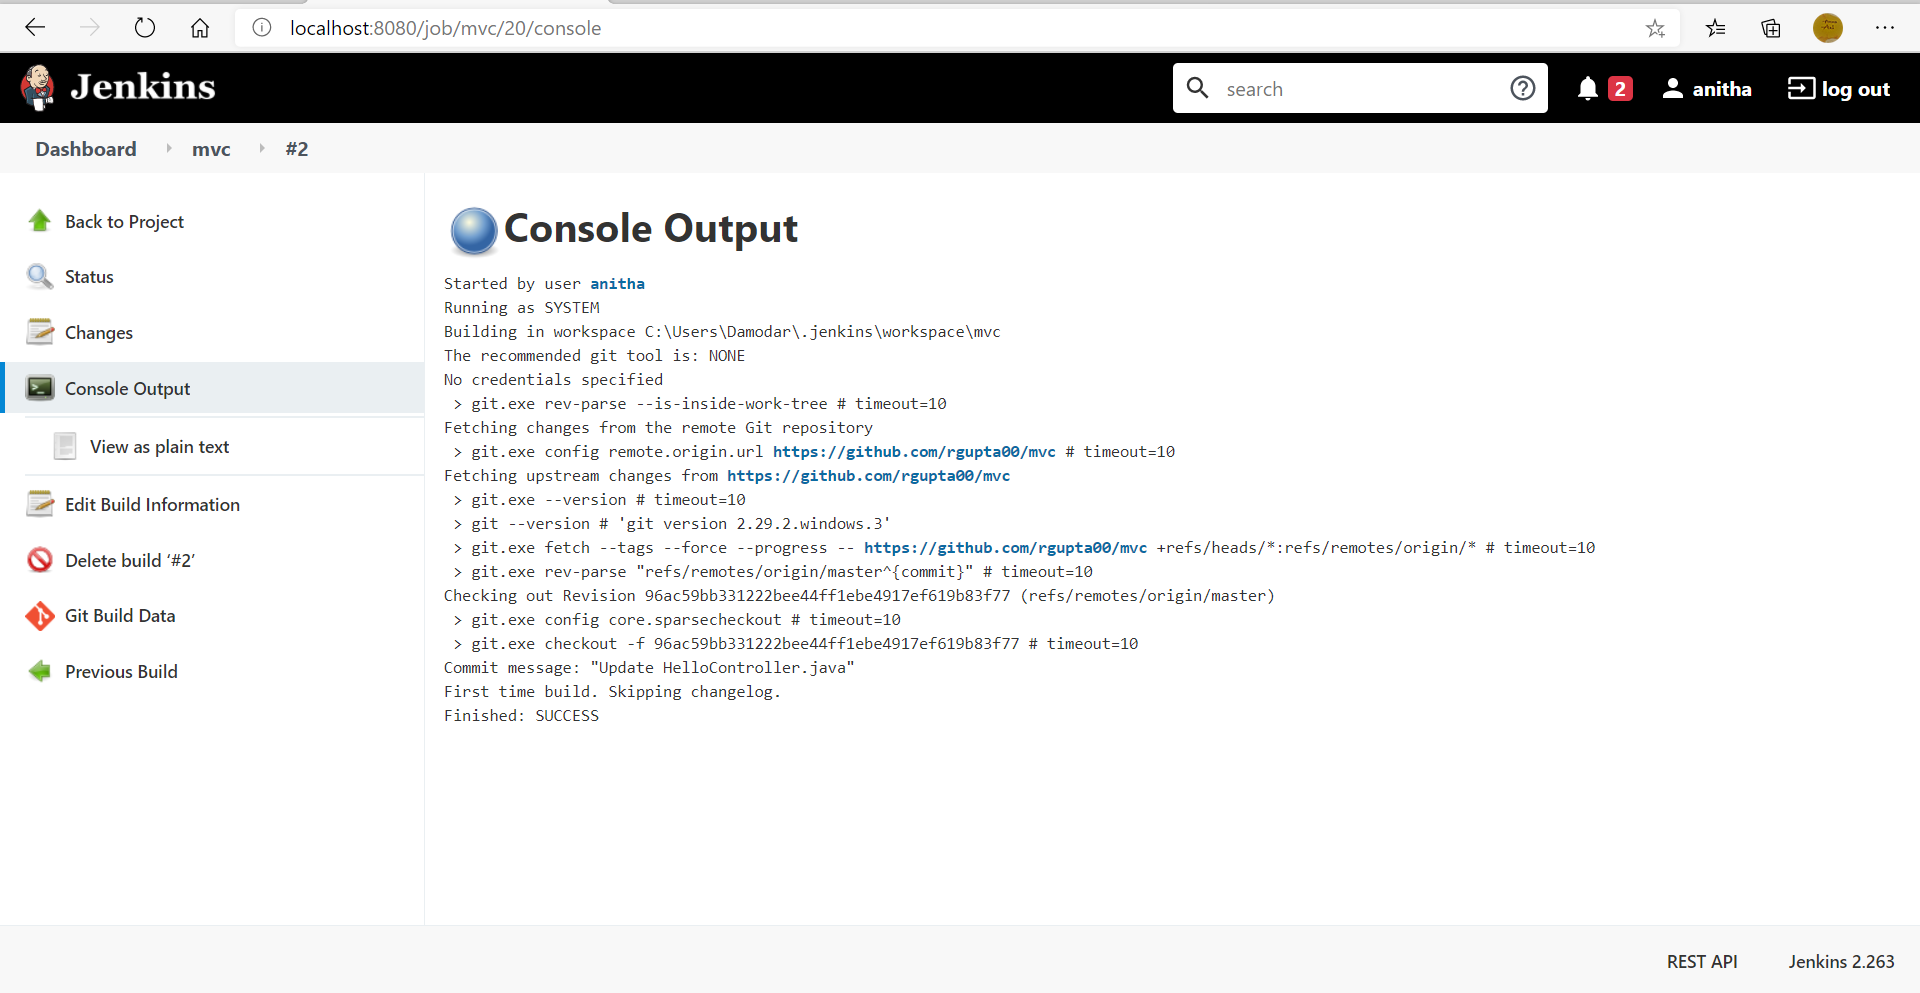 localhost:8080/job/mvc/20/console
Jenkins
search
2
anitha
log out
Dashboard
mvc
#2
Back to Project
Status
Changes
Console Output
View as plain text
Edit Build Information
Delete build ‘#2’
Git Build Data
Previous Build
Console Output
Started by user anitha
Running as SYSTEM
Building in workspace C:\Users\Damodar\.jenkins\workspace\mvc
The recommended git tool is: NONE
No credentials specified
> git.exe rev-parse --is-inside-work-tree # timeout=10
Fetching changes from the remote Git repository
> git.exe config remote.origin.url https://github.com/rgupta00/mvc # timeout=10
Fetching upstream changes from https://github.com/rgupta00/mvc
> git.exe --version # timeout=10
> git --version # 'git version 2.29.2.windows.3'
> git.exe fetch --tags --force --progress -- https://github.com/rgupta00/mvc +refs/heads/*:refs/remotes/origin/* # timeout=10
> git.exe rev-parse "refs/remotes/origin/master^{commit}" # timeout=10
Checking out Revision 96ac59bb331222bee44ff1ebe4917ef619b83f77 (refs/remotes/origin/master)
> git.exe config core.sparsecheckout # timeout=10
> git.exe checkout -f 96ac59bb331222bee44ff1ebe4917ef619b83f77 # timeout=10
Commit message: "Update HelloController.java"
First time build. Skipping changelog.
Finished: SUCCESS
REST API
Jenkins 2.263